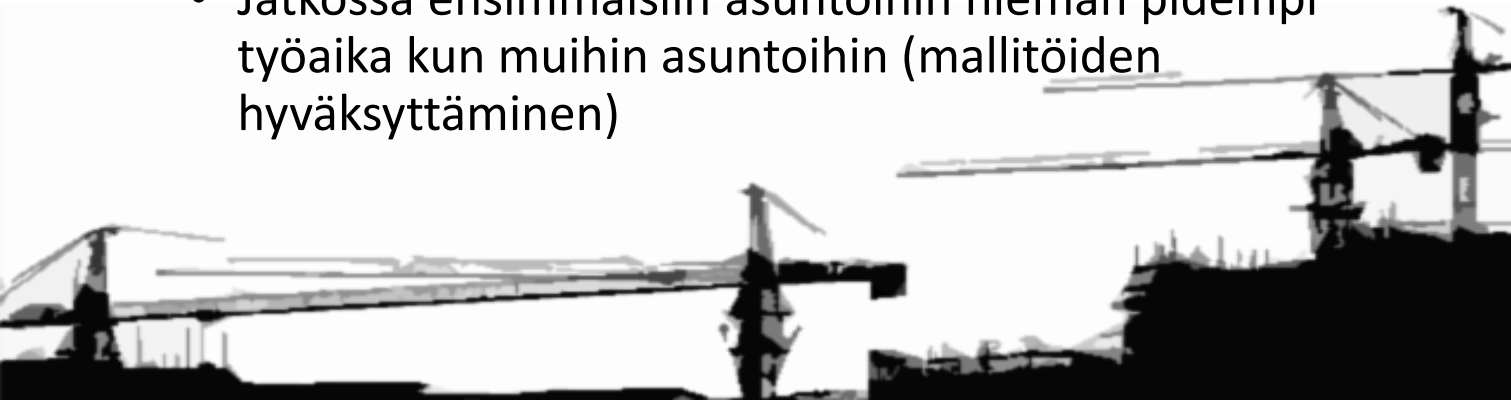 • Jatkossa ensimmäisiin asuntoihin hieman pidempi
työaika kun muihin asuntoihin (mallitöiden
hyväksyttäminen)